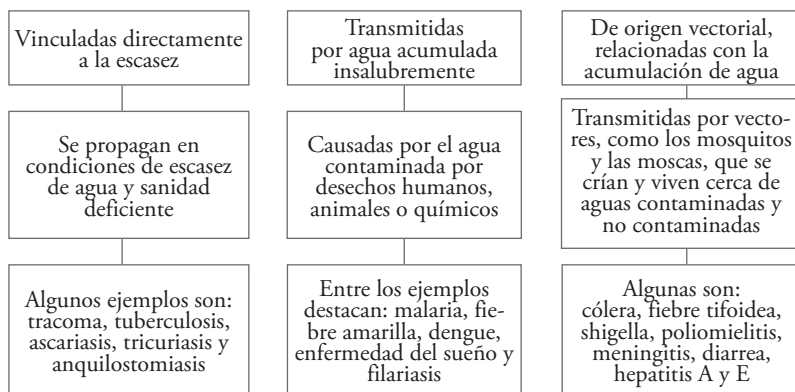 Vinculadas directamente
a la escasez
Se propagan en
condiciones de escasez
de agua y sanidad
deficiente
Algunos ejemplos son:
tracoma, tuberculosis,
ascariasis, tricuriasis y
anquilostomiasis
Transmitidas
por agua acumulada
insalubremente
Causadas por el agua
contaminada por
desechos humanos,
animales o químicos
Entre los ejemplos
destacan: malaria, fie-
bre amarilla, dengue,
enfermedad del sueño y
filariasis
De origen vectorial,
relacionadas con la
acumulación de agua
Transmitidas por vecto-
res, como los mosquitos
y las moscas, que se
crían y viven cerca de
aguas contaminadas y
no contaminadas
Algunas son:
cólera, fiebre tifoidea,
shigella, poliomielitis,
meningitis, diarrea,
hepatitis A y E